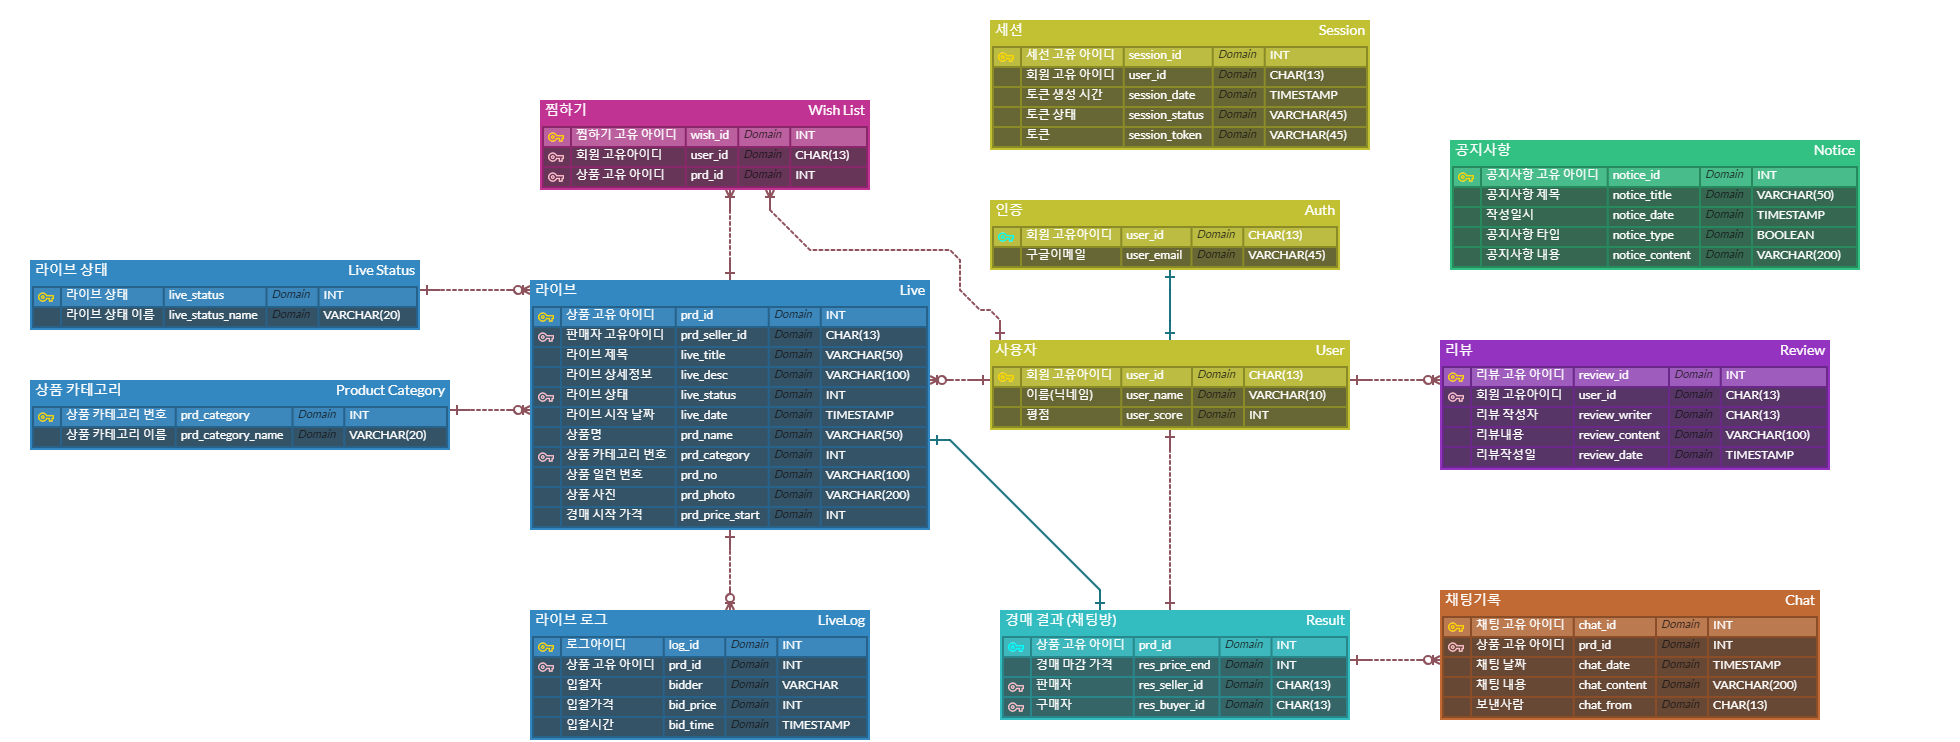 세션 Session
세션 고유 아이디 session_id Domain INT
회원 고유 아이디 user_id Domain CHAR(13)
토큰 생성 시간 session_date Domain TIMESTAMP
토큰 상태 session_status Domain VARCHAR(45)
토큰 session_token Domain VARCHAR(45)
찜하기 Wish List
찜하기 고유 아이디 wish_id Domain INT
회원 고유아이디 user_id Domain CHAR(13)
상품 고유 아이디 prd_id Domain INT
공지사항 Notice
공지사항 고유 아이디 notice_id Domain INT
공지사항 제목 notice_title Domain VARCHAR(50)
작성일시 notice_date Domain TIMESTAMP
공지사항 타입 notice_type Domain BOOLEAN
공지사항 내용 notice_content Domain VARCHAR(200)
인증 Auth
회원 고유아이디 user_id Domain CHAR(13)
구글이메일 user_email Domain VARCHAR(45)
라이브 상태 Live Status
라이브 상태 live_status Domain INT
라이브 상태 이름 live_status_name Domain VARCHAR(20)
라이브 Live
상품 고유 아이디 prd_id Domain INT
판매자 고유아이디 prd_seller_id Domain CHAR(13)
라이브 제목 live_title Domain VARCHAR(50)
라이브 상세정보 live_desc Domain VARCHAR(100)
라이브 상태 live_status Domain INT
라이브 시작 날짜 live_date Domain TIMESTAMP
상품명 prd_name Domain VARCHAR(50)
상품 카테고리 번호 prd_category Domain INT
상품 일련 번호 prd_no Domain VARCHAR(100)
상품 사진 prd_photo Domain VARCHAR(200)
경매 시작 가격 prd_price_start Domain INT
사용자 User
회원 고유아이디 user_id Domain CHAR(13)
이름(닉네임) user_name Domain VARCHAR(10)
평점 user_score Domain INT
리뷰 Review
리뷰 고유 아이디 review_id Domain INT
회원 고유아이디 user_id Domain CHAR(13)
리뷰 작성자 review_writer Domain CHAR(13)
리뷰내용 review_content Domain VARCHAR(100)
리뷰작성일 review_date Domain TIMESTAMP
상품 카테고리 Product Category
상품 카테고리 번호 prd_category Domain INT
상품 카테고리 이름 prd_category_name Domain VARCHAR(20)
라이브 로그 LiveLog
로그아이디 log_id Domain INT
상품 고유 아이디 prd_id Domain INT
입찰자 bidder Domain VARCHAR
입찰가격 bid_price Domain INT
입찰시간 bid_time Domain TIMESTAMP
경매 결과 (채팅방) Result
상품 고유 아이디 prd_id Domain INT
경매 마감 가격 res_price_end Domain INT
판매자 res_seller_id Domain CHAR(13)
구매자 res_buyer_id Domain CHAR(13)
채팅기록 Chat
채팅 고유 아이디 chat_id Domain INT
상품 고유 아이디 prd_id Domain INT
채팅 날짜 chat_date Domain TIMESTAMP
채팅 내용 chat_content Domain VARCHAR(200)
보낸사람 chat_from Domain CHAR(13)